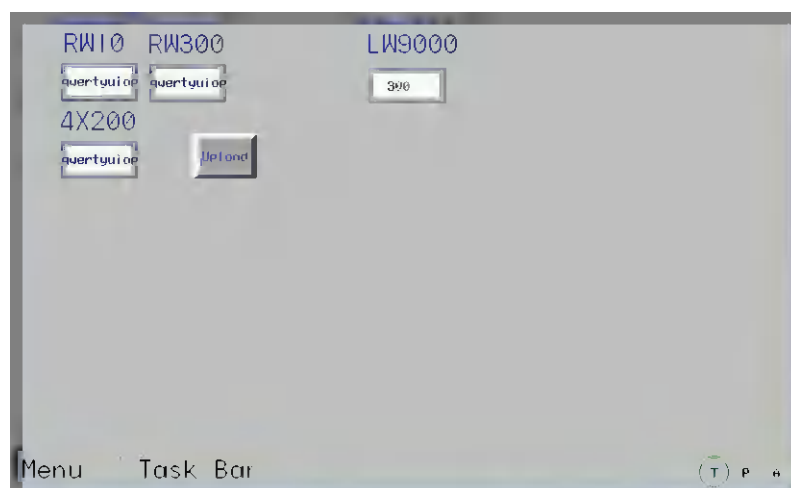 RW10 RW300 LW9000
qwertyuiop qwertyuiop 300
4X200
qwertyuiop Upload
Menu Task Bar T P A